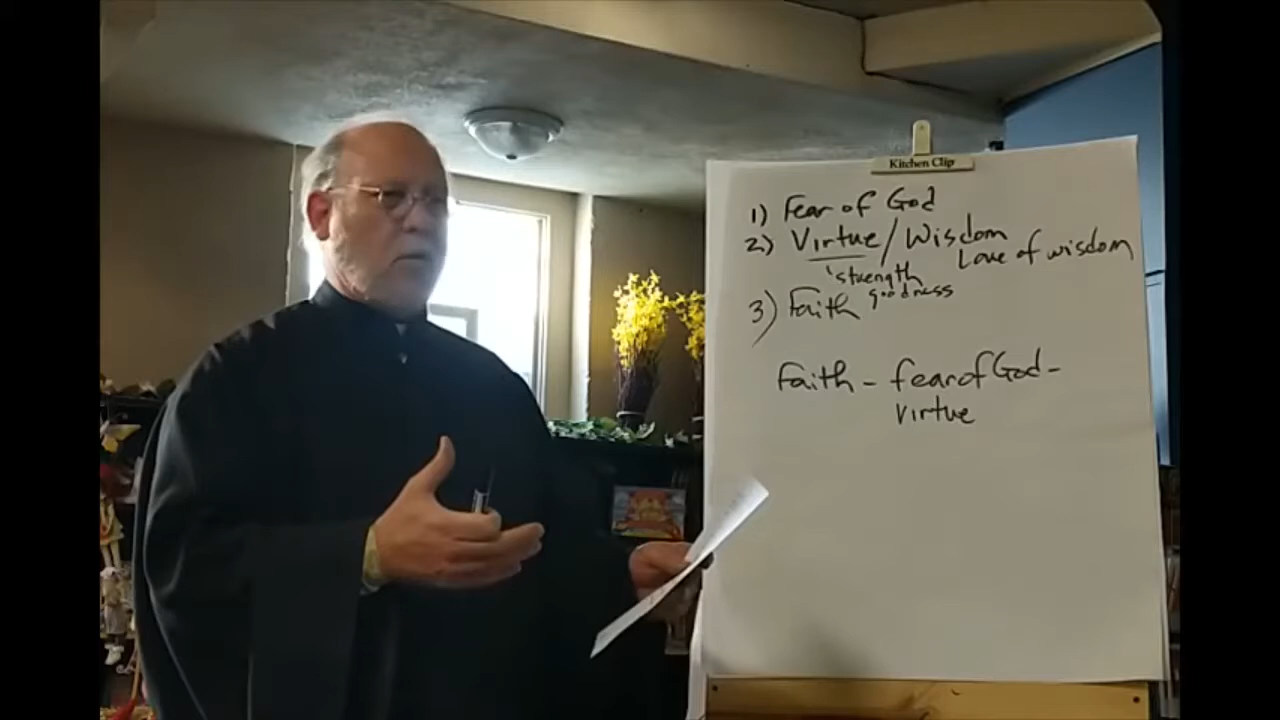 Kitchen Clip
1) Fear of God
2) Virtue/Wisdom
Love of wisdom
'strength
goodness
3) Faith
Faith - fear of God -
virtue